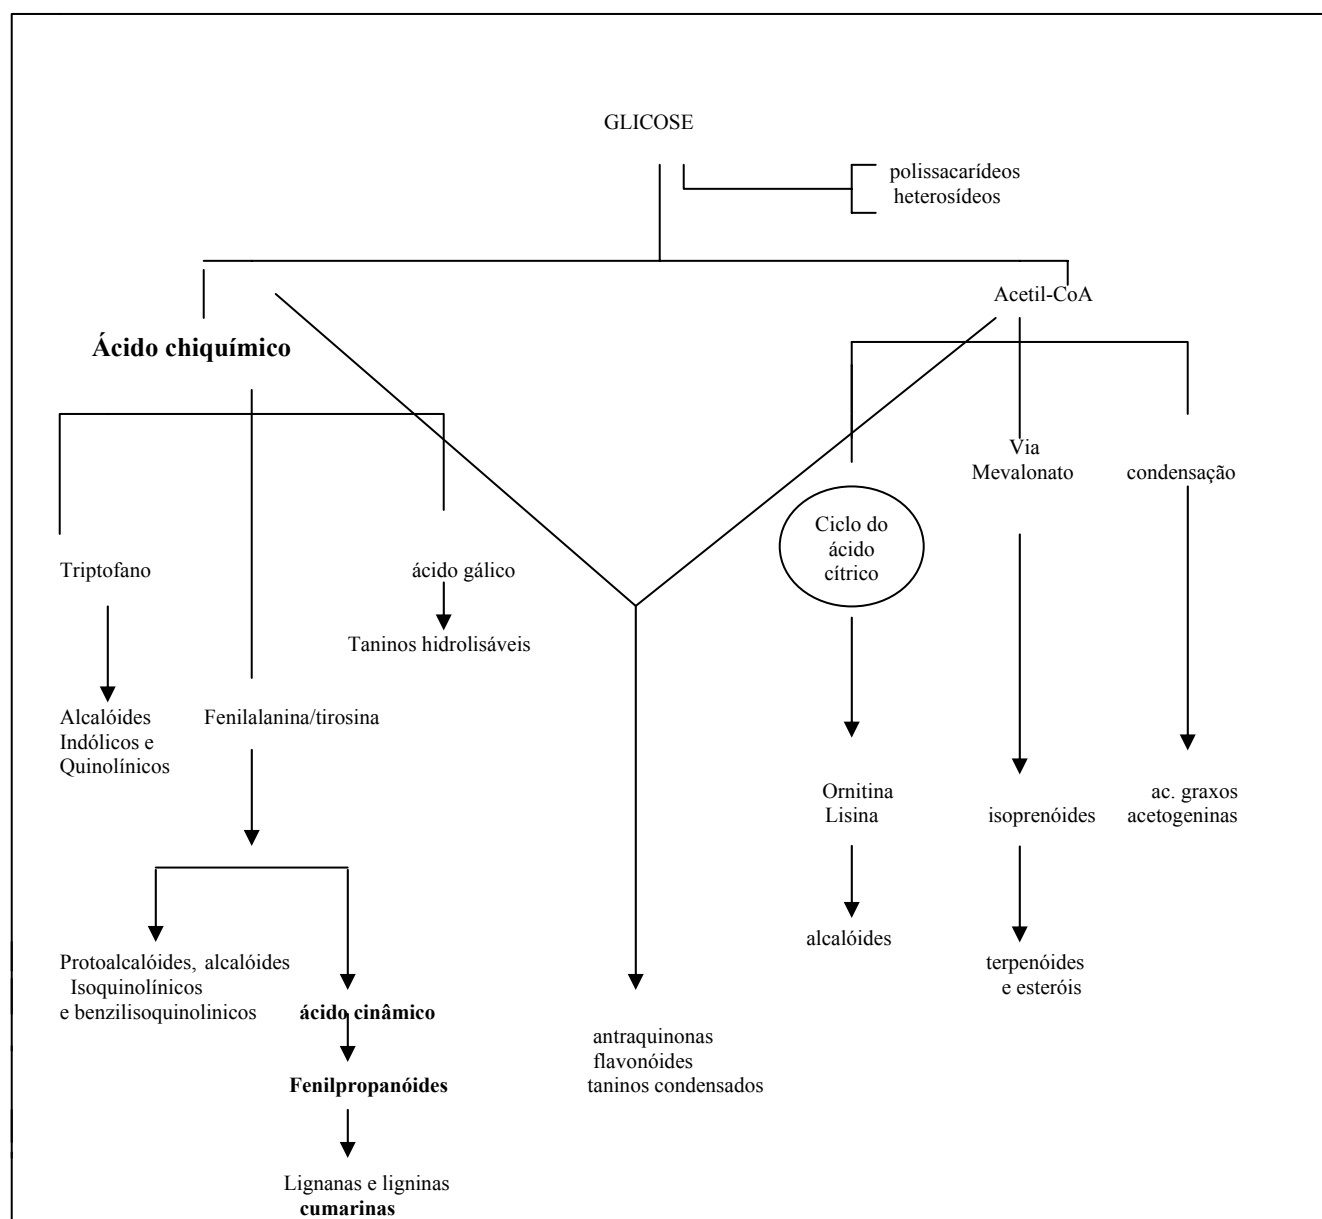 GLICOSE
polissacarídeos
heterosídeos
Acetil-CoA
Ácido chiquímico
Via
Mevalonato
condensação
Ciclo do
ácido
cítrico
Triptofano
ácido gálico
Taninos hidrolisáveis
Alcalóides
Indólicos e
Quinolínicos
Fenilalanina/tirosina
Ornitina
Lisina
isoprenóides
ac. graxos
acetogeninas
alcalóides
terpenóides
e esteróis
Protoalcalóides, alcalóides
Isoquinolínicos
e benzilisoquinolinicos
ácido cinâmico
antraquinonas
flavonóides
taninos condensados
Fenilpropanóides
Lignanas e ligninas
cumarinas